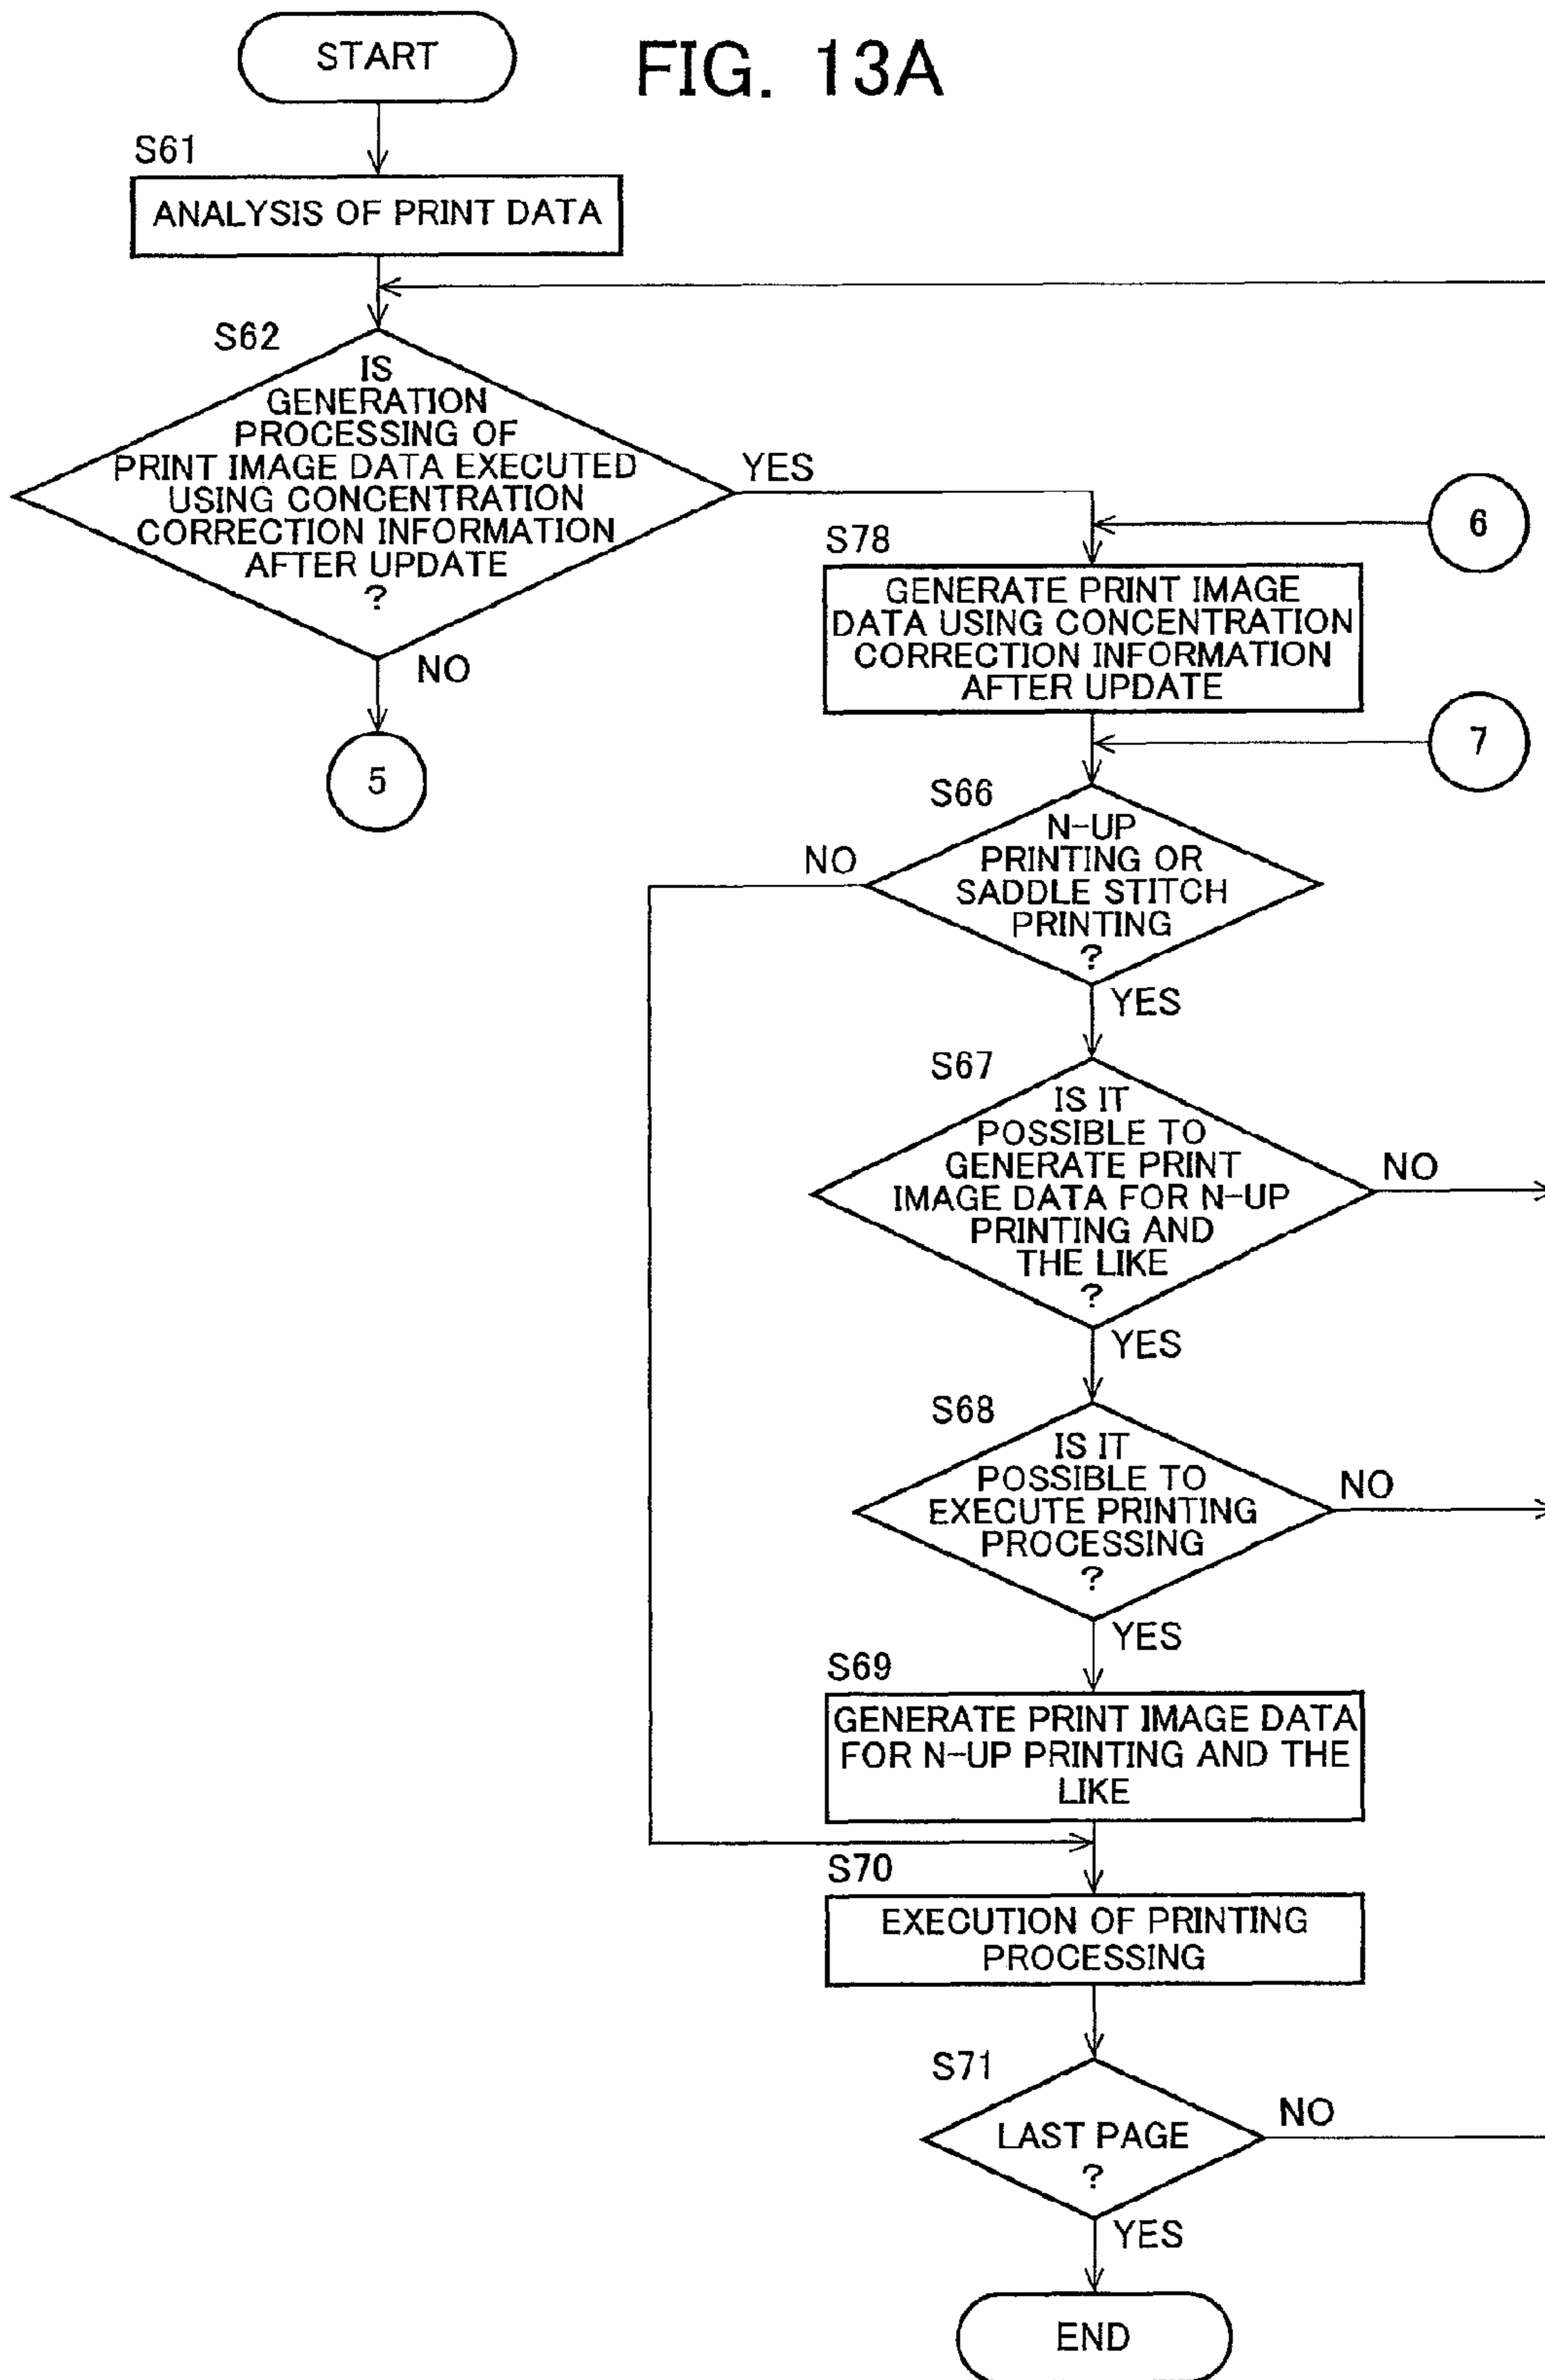 START
FIG. 13A
S61
ANALYSIS OF PRINT DATA
S62
IS
GENERATION
PROCESSING OF
PRINT IMAGE DATA EXECUTED
USING CONCENTRATION
CORRECTION INFORMATION
AFTER UPDATE
?
YES
NO
5
6
S78
GENERATE PRINT IMAGE
DATA USING CONCENTRATION
CORRECTION INFORMATION
AFTER UPDATE
7
S66
N-UP
PRINTING OR
SADDLE STITCH
PRINTING
?
NO
YES
S67
IS IT
POSSIBLE TO
GENERATE PRINT
IMAGE DATA FOR N-UP
PRINTING AND
THE LIKE
?
NO
YES
S68
IS IT
POSSIBLE TO
EXECUTE PRINTING
PROCESSING
?
NO
YES
S69
GENERATE PRINT IMAGE DATA
FOR N-UP PRINTING AND THE
LIKE
S70
EXECUTION OF PRINTING
PROCESSING
S71
LAST PAGE
?
NO
YES
END